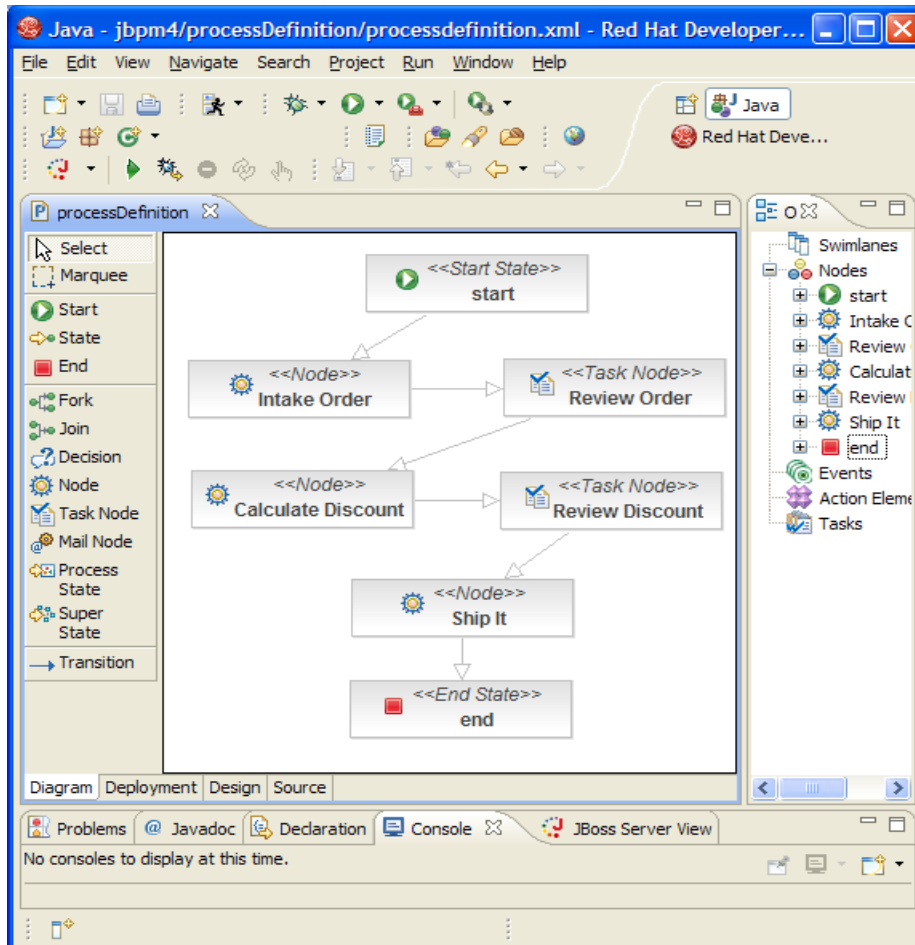 Java - jbpm4/processDefinition/processdefinition.xml - Red Hat Developer...
File Edit View Navigate Search Project Run Window Help
Java
Red Hat Deve...
processDefinition
O
Select
Marquee
Start
State
End
Fork
Join
Decision
Node
Task Node
Mail Node
Process
State
Super
State
Transition
<<Start State>>
start
<<Node>>
Intake Order
<<Task Node>>
Review Order
<<Node>>
Calculate Discount
<<Task Node>>
Review Discount
<<Node>>
Ship It
<<End State>>
end
Swimlanes
Nodes
start
Intake
Review
Calculat
Review
Ship It
end
Events
Action Eleme
Tasks
Diagram Deployment Design Source
Problems @ Javadoc Declaration Console JBoss Server View
No consoles to display at this time.